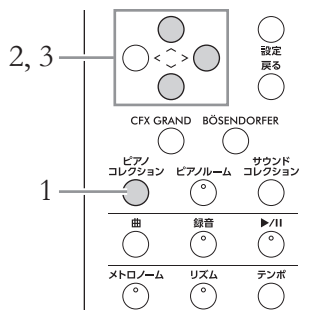 2, 3
設定
戻る
CFX GRAND BÖSENDORFER
ピアノ
コレクション
ピアノルーム
サウンド
コレクション
1
曲 録音 ▶/II
メトロノーム リズム テンポ